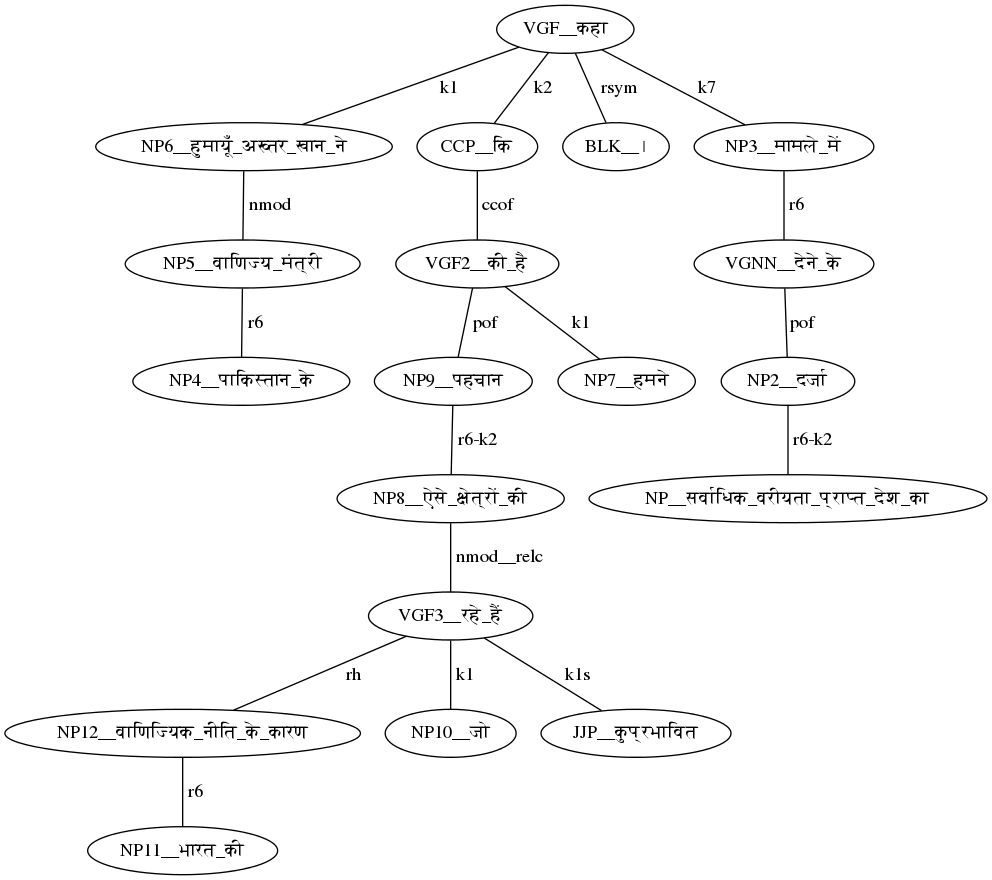 VGF__कहा
k1 k2 rsym k7
NP6__हुमायूँ_अख्तर_खान_ने CCP__कि BLK__। NP3__मामले_में
nmod ccof r6
NP5__वाणिज्य_मंत्री VGF2__की_है VGNN__देने_के
r6 pof k1 pof
NP4__पाकिस्तान_के NP9__पहचान NP7__हमने NP2__दर्जा
r6-k2 r6-k2
NP8__ऐसे_क्षेत्रों_की NP__सर्वाधिक_वरीयता_प्राप्त_देश_का
nmod__relc
VGF3__रहे_हैं
rh k1 k1s
NP12__वाणिज्यिक_नीति_के_कारण NP10__जो JJP__कुप्रभावित
r6
NP11__भारत_की